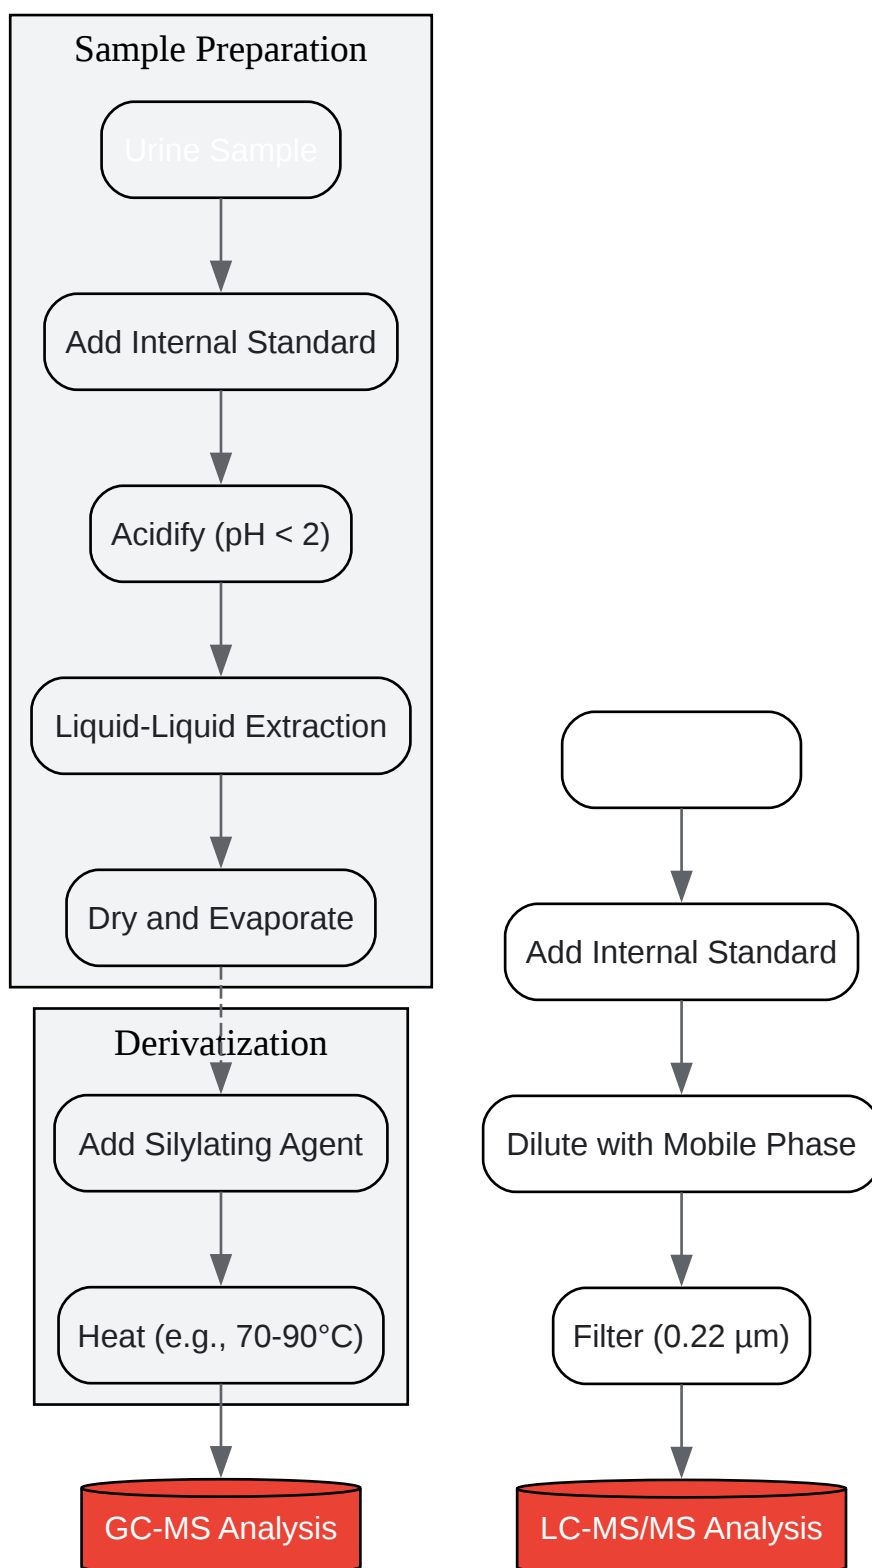 Sample Preparation
Urine Sample
Add Internal Standard
Acidify (pH < 2)
Liquid-Liquid Extraction
Dry and Evaporate
Derivatization
Add Silylating Agent
Heat (e.g., 70-90°C)
GC-MS Analysis
Add Internal Standard
Dilute with Mobile Phase
Filter (0.22 µm)
LC-MS/MS Analysis